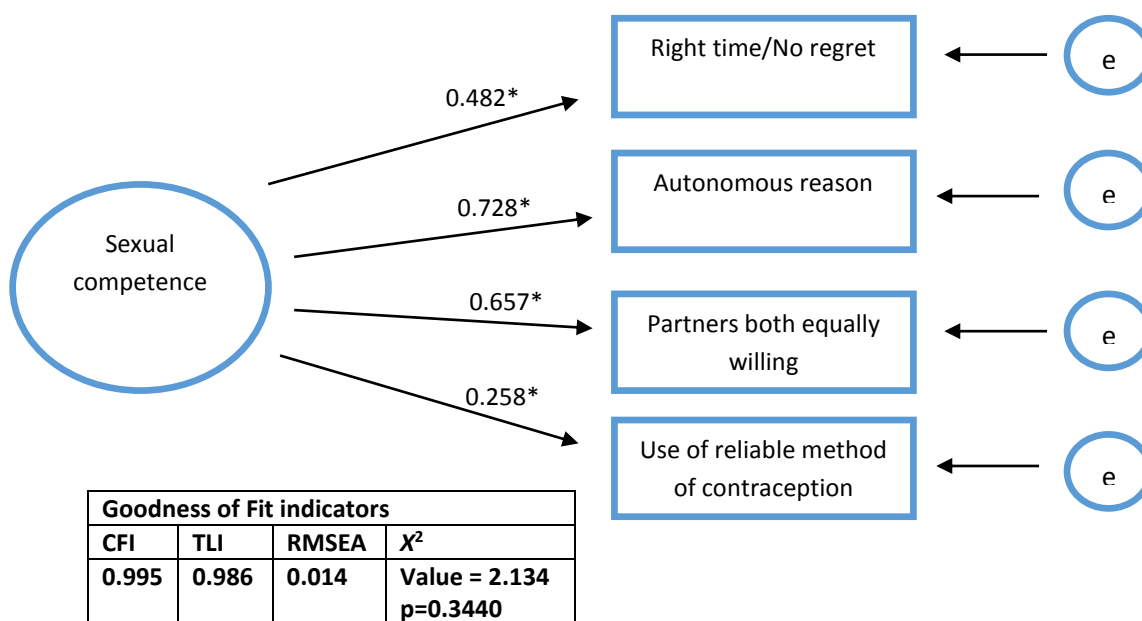 Right time/No regret
e
0.482*
Autonomous reason
e
0.728*
Sexual
competence
0.657*
Partners both equally
willing
e
0.258*
Use of reliable method
of contraception
e
Goodness of Fit indicators
CFI TLI RMSEA X²
0.995 0.986 0.014 Value = 2.134
p=0.3440